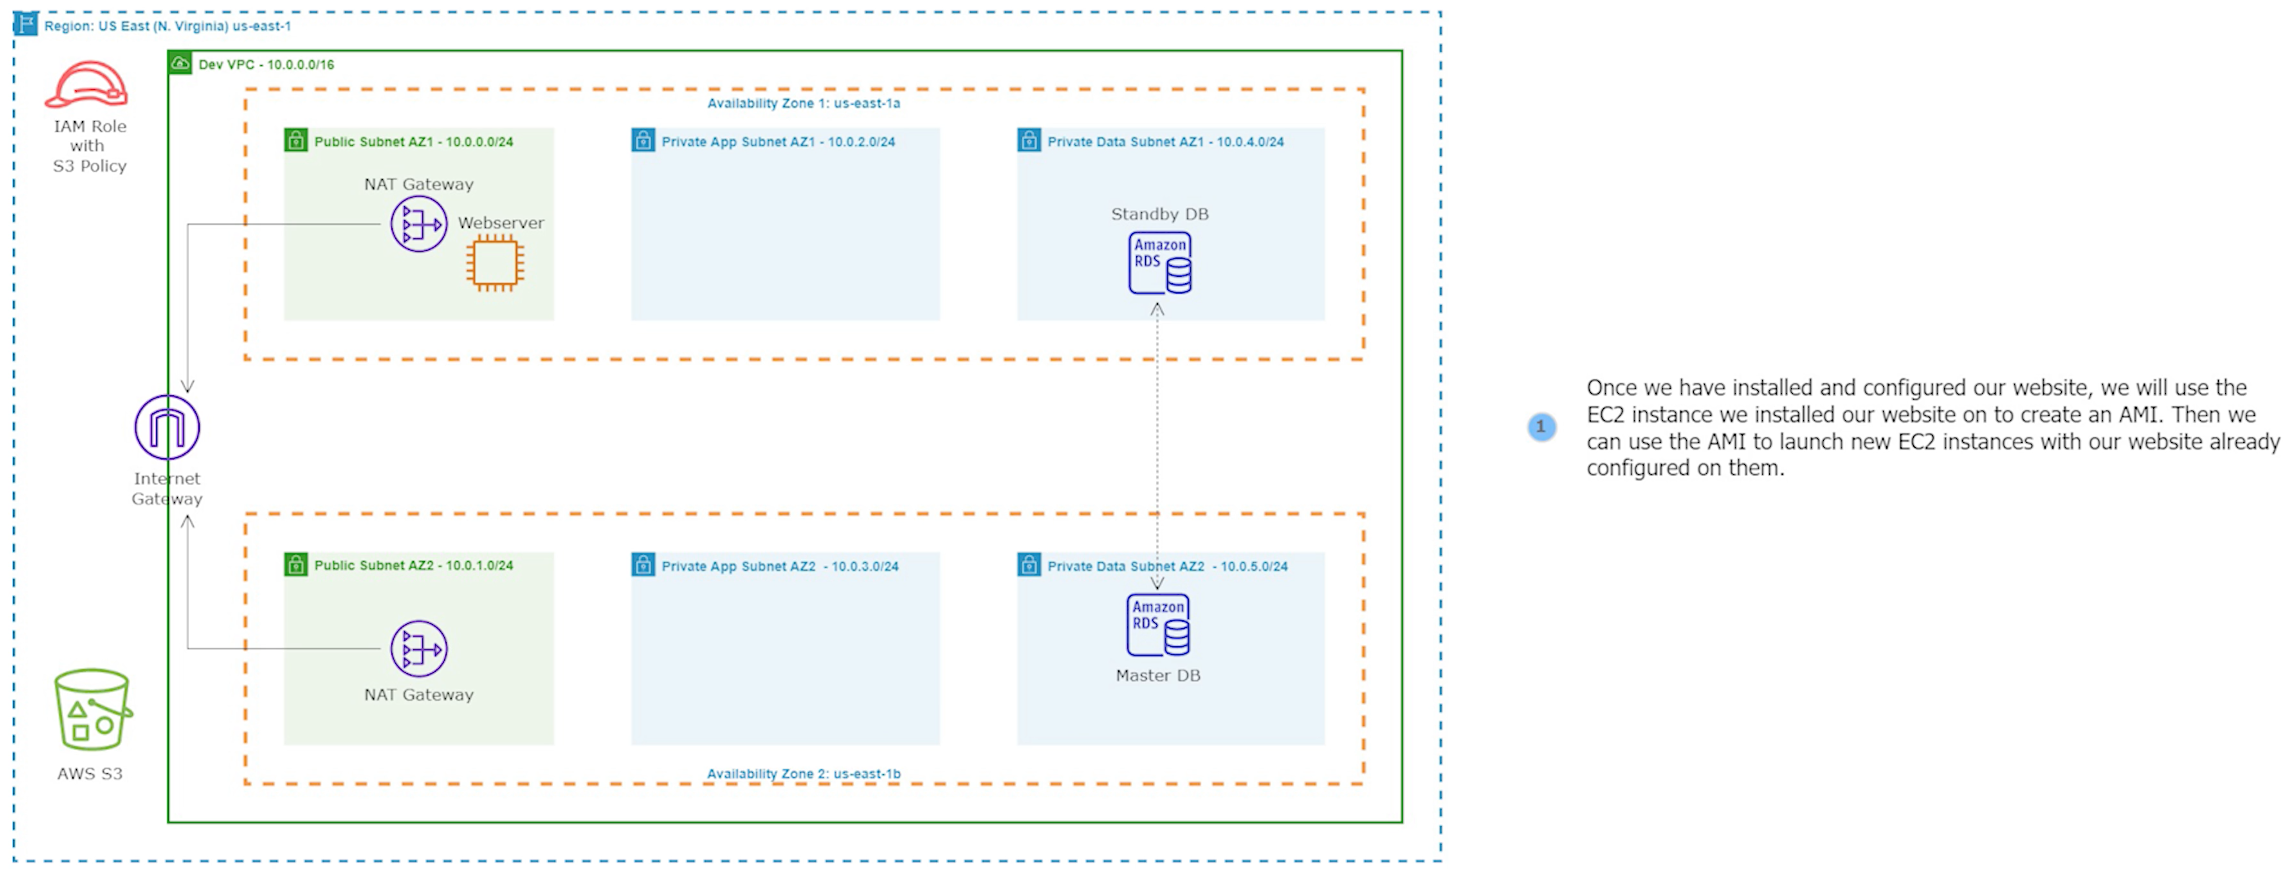 Region: US East (N. Virginia) us-east-1
IAM Role
with
S3 Policy
Dev VPC - 10.0.0.0/16
Availability Zone 1: us-east-1a
Public Subnet AZ1 - 10.0.0.0/24
NAT Gateway
Webserver
Private App Subnet AZ1 - 10.0.2.0/24
Private Data Subnet AZ1 - 10.0.4.0/24
Standby DB
Amazon
RDS
Internet
Gateway
Public Subnet AZ2 - 10.0.1.0/24
NAT Gateway
Private App Subnet AZ2 - 10.0.3.0/24
Private Data Subnet AZ2 - 10.0.5.0/24
Amazon
RDS
Master DB
Availability Zone 2: us-east-1b
AWS S3
1
Once we have installed and configured our website, we will use the
EC2 instance we installed our website on to create an AMI. Then we
can use the AMI to launch new EC2 instances with our website already
configured on them.